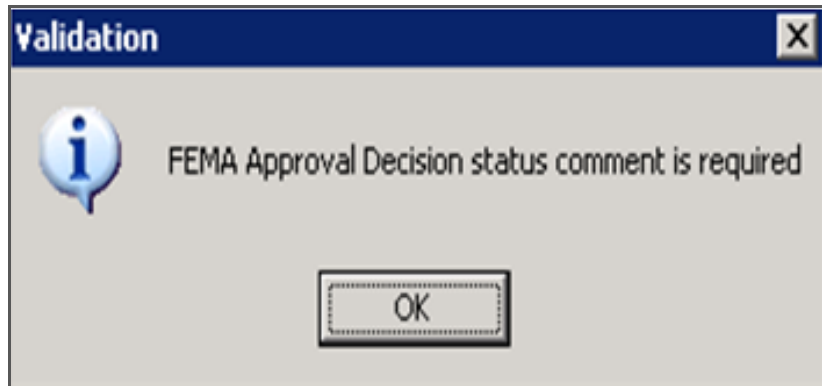 Validation
FEMA Approval Decision status comment is required
OK